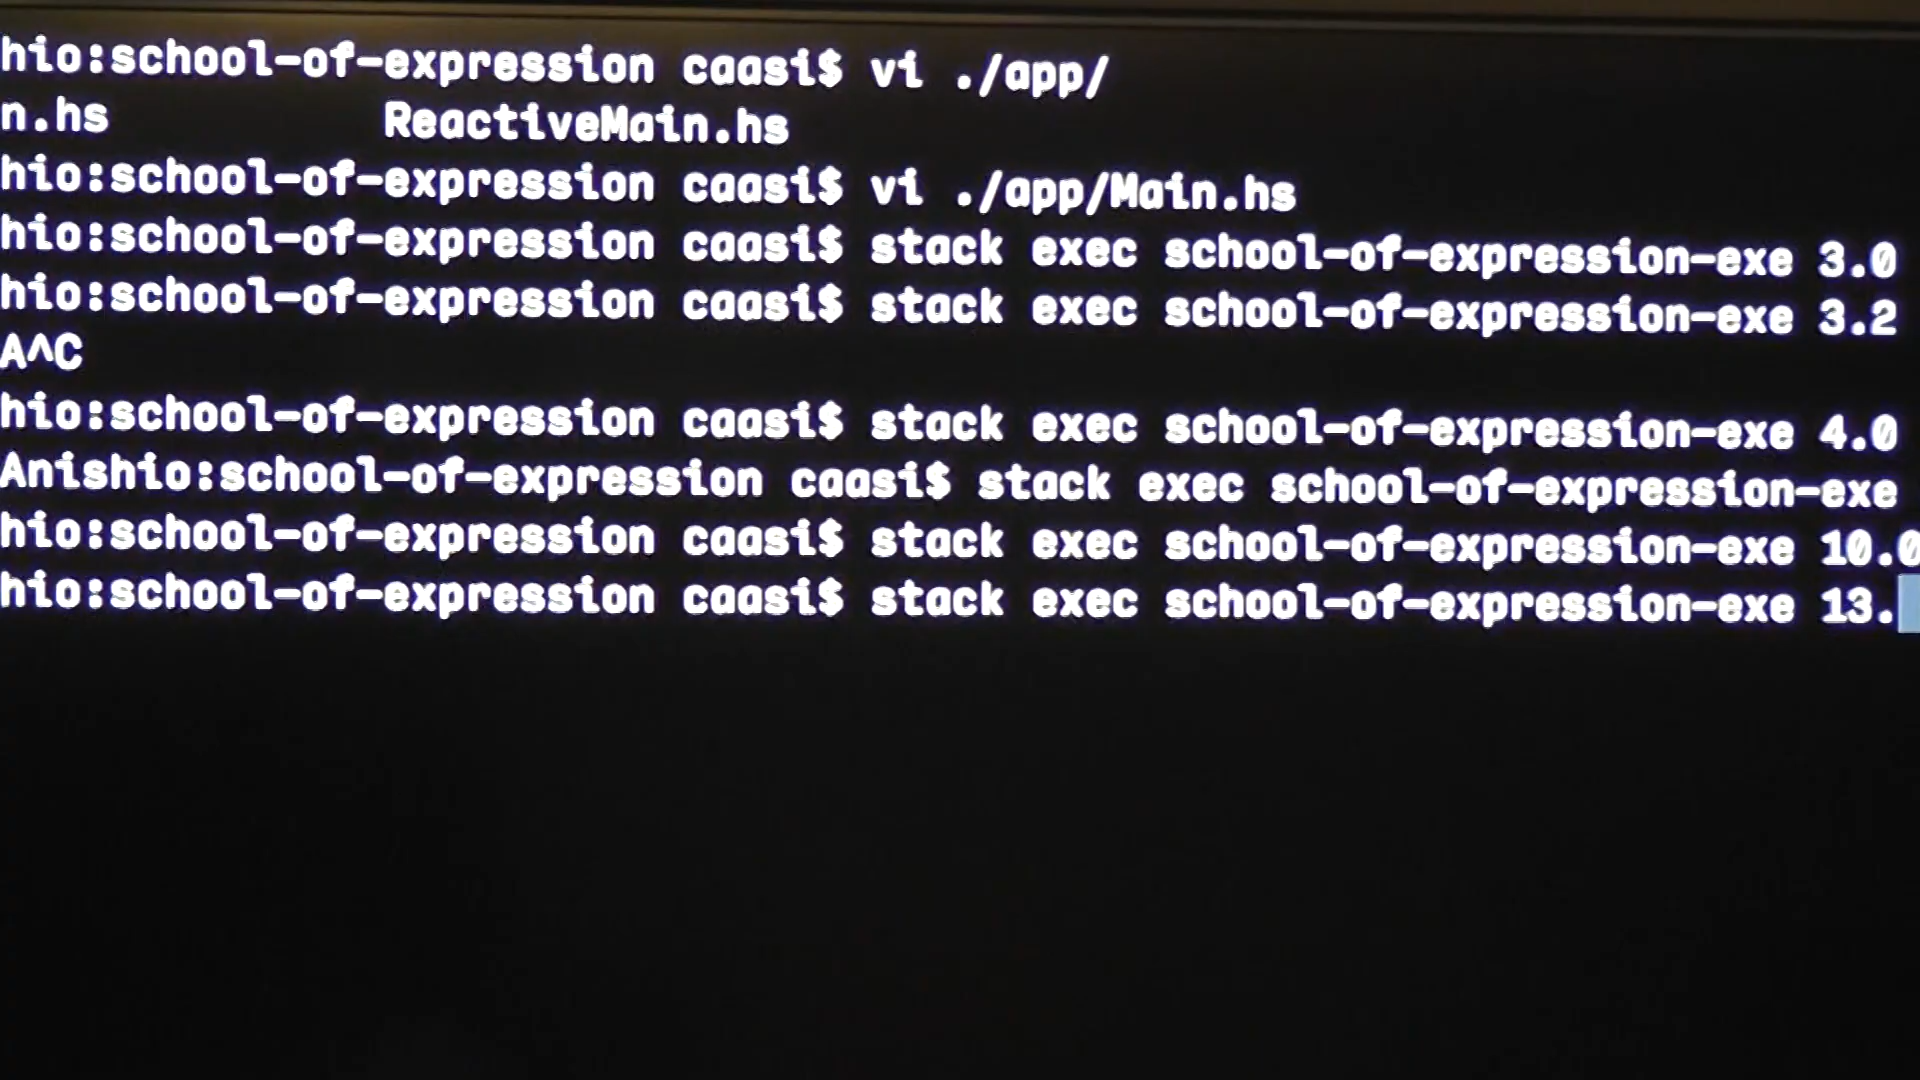 hio:school-of-expression caasi$ vi ./app/
n.hs ReactiveMain.hs
hio:school-of-expression caasi$ vi ./app/Main.hs
hio:school-of-expression caasi$ stack exec school-of-expression-exe 3.0
hio:school-of-expression caasi$ stack exec school-of-expression-exe 3.2
A^C
hio:school-of-expression caasi$ stack exec school-of-expression-exe 4.0
Anishio:school-of-expression caasi$ stack exec school-of-expression-exe
hio:school-of-expression caasi$ stack exec school-of-expression-exe 10.0
hio:school-of-expression caasi$ stack exec school-of-expression-exe 13.